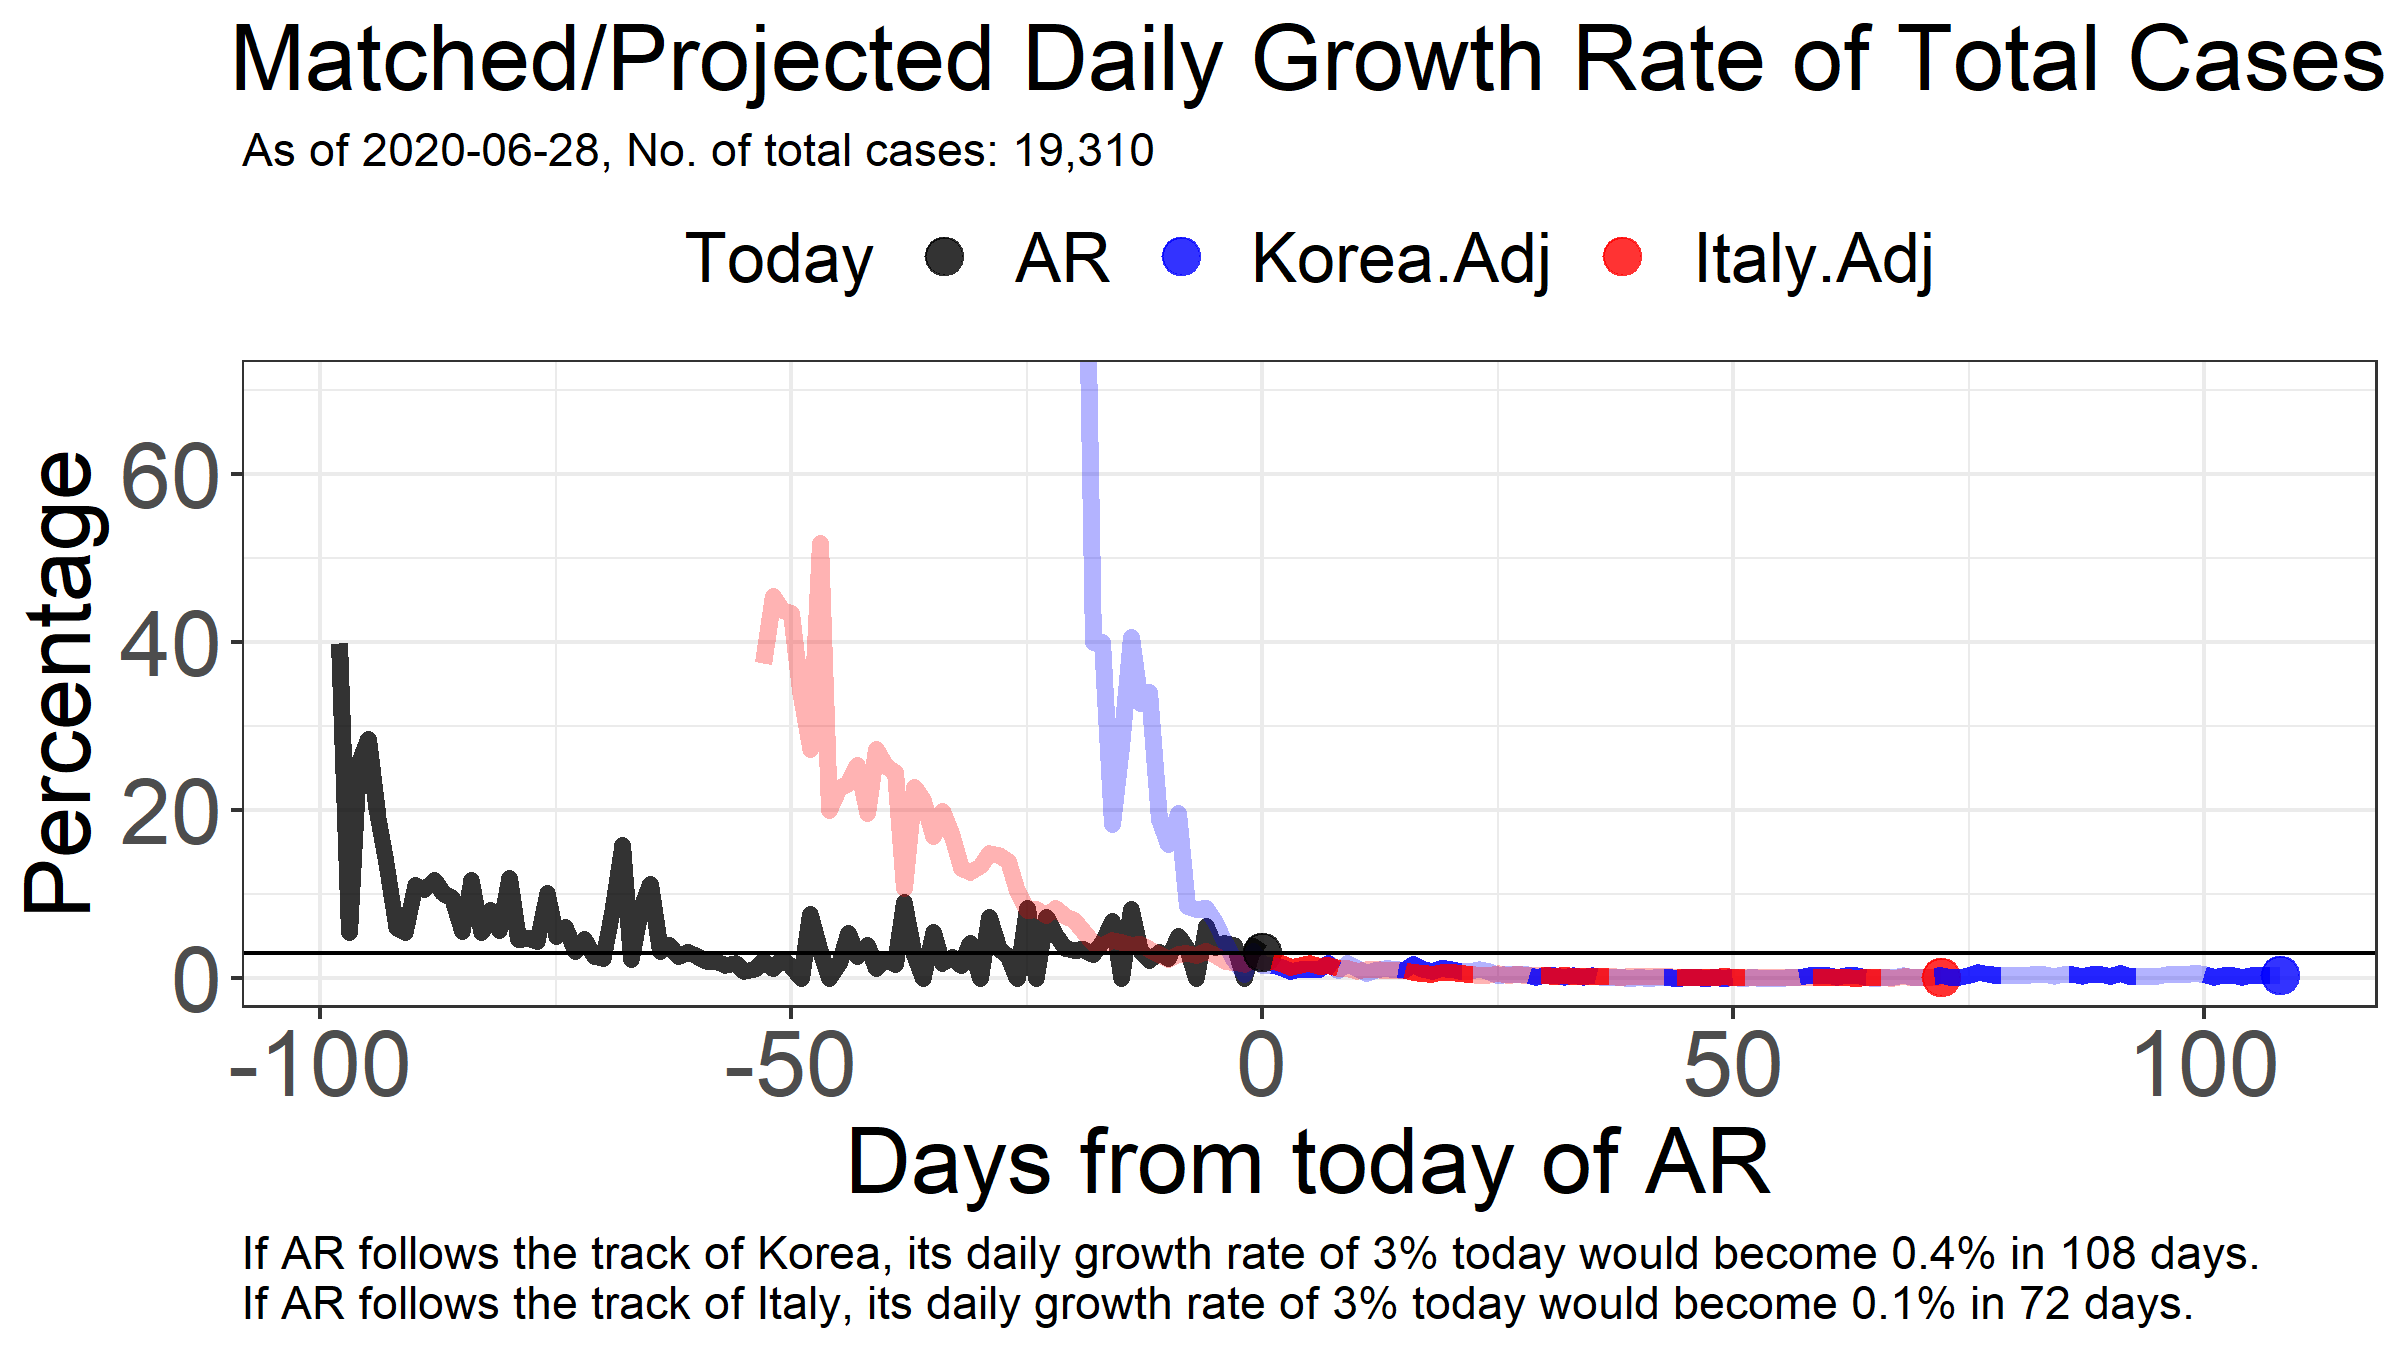 Matched/Projected Daily Growth Rate of Total Cases
As of 2020-06-28, No. of total cases: 19,310
Today AR Korea.Adj Italy.Adj
Percentage
60
40
20
0
-100 -50 0 50 100
Days from today of AR
If AR follows the track of Korea, its daily growth rate of 3% today would become 0.4% in 108 days.
If AR follows the track of Italy, its daily growth rate of 3% today would become 0.1% in 72 days.